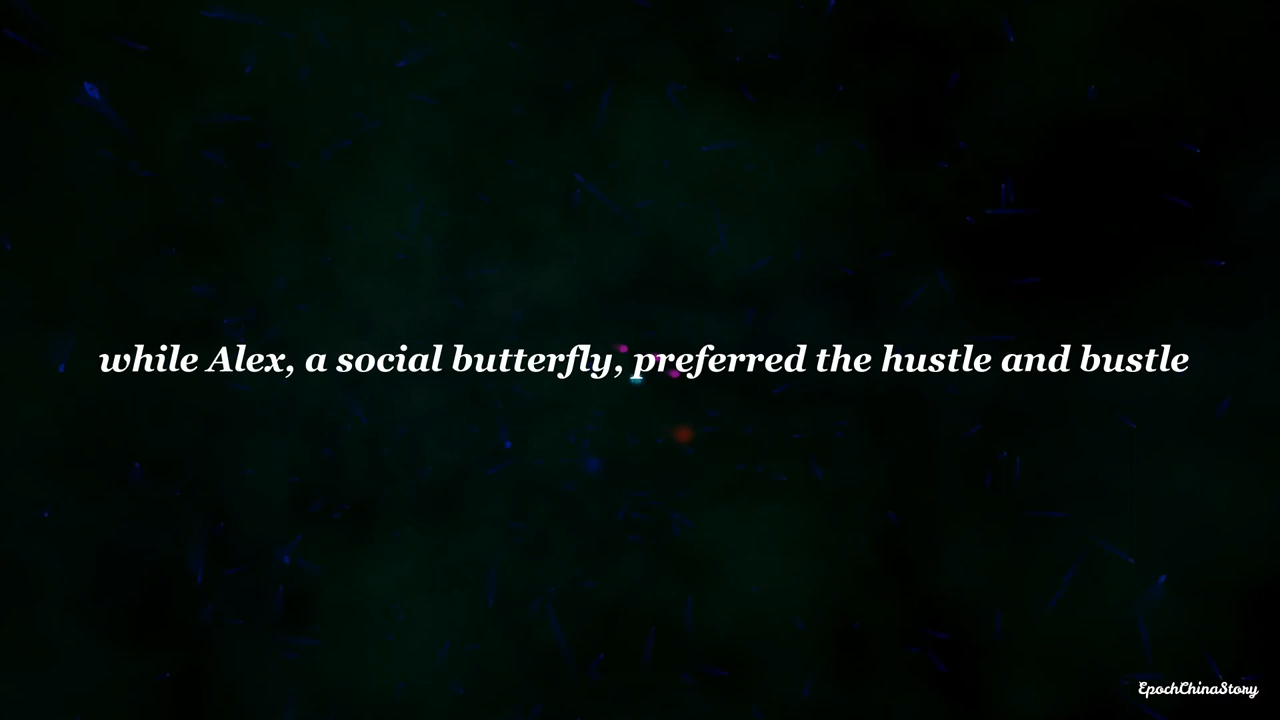 while Alex, a social butterfly, preferred the hustle and bustle
EpochChinaStory